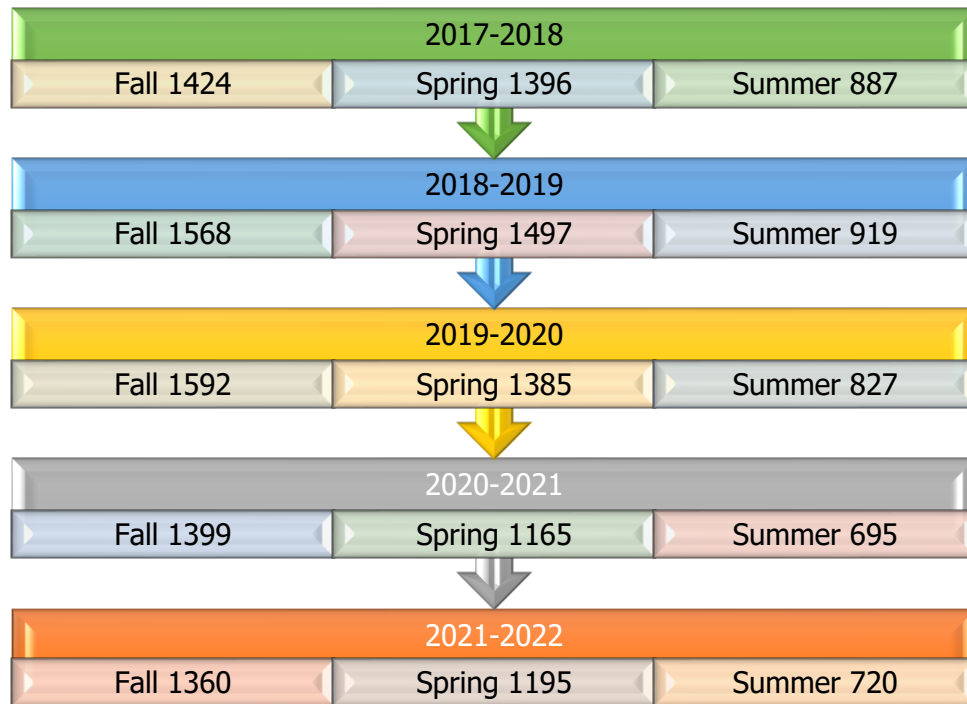 2017-2018
Fall 1424 Spring 1396 Summer 887
2018-2019
Fall 1568 Spring 1497 Summer 919
2019-2020
Fall 1592 Spring 1385 Summer 827
2020-2021
Fall 1399 Spring 1165 Summer 695
2021-2022
Fall 1360 Spring 1195 Summer 720